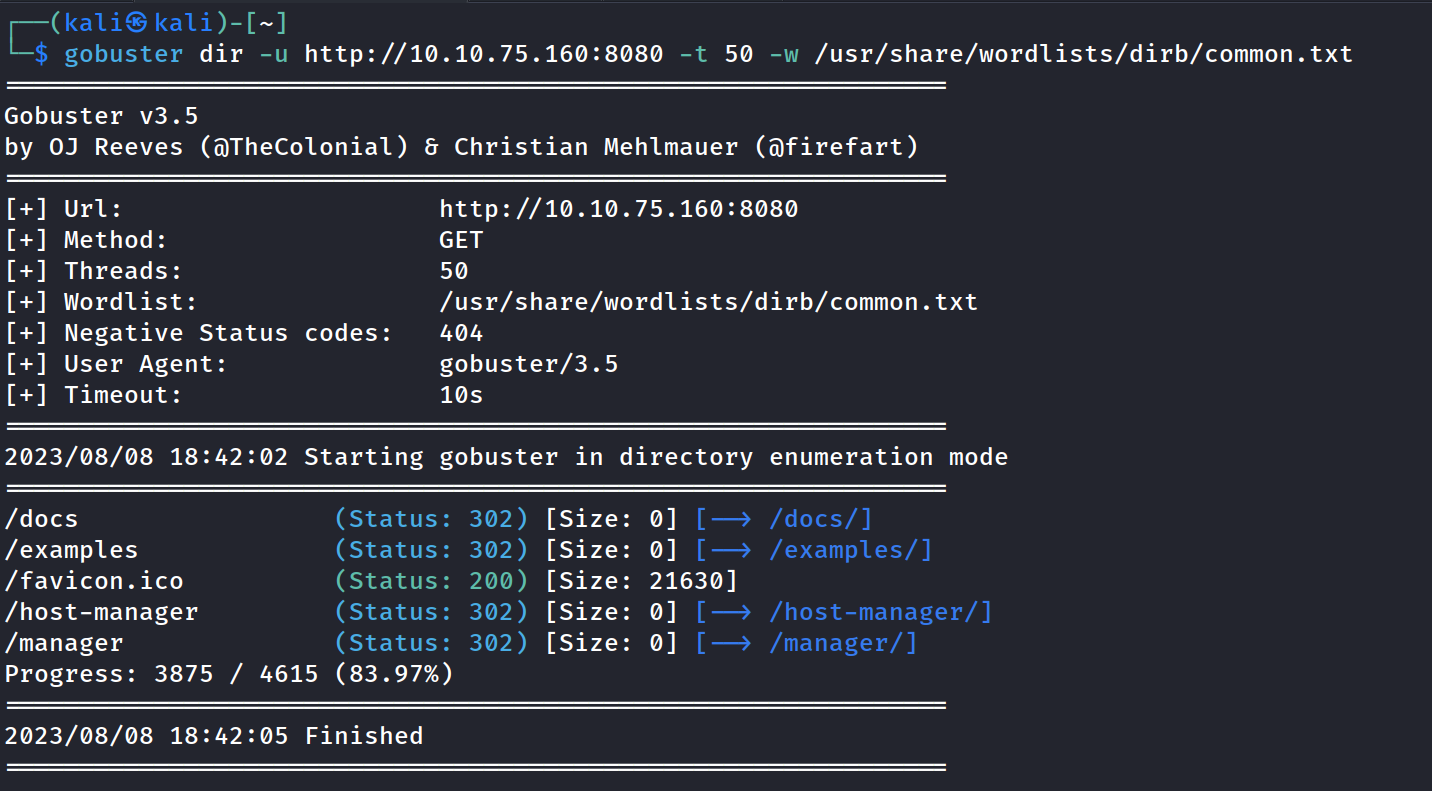 ┌──(kali㉿kali)-[~]
└─$ gobuster dir -u http://10.10.75.160:8080 -t 50 -w /usr/share/wordlists/dirb/common.txt
===============================================================
Gobuster v3.5
by OJ Reeves (@TheColonial) & Christian Mehlmauer (@firefart)
===============================================================
[+] Url:                     http://10.10.75.160:8080
[+] Method:                  GET
[+] Threads:                 50
[+] Wordlist:                /usr/share/wordlists/dirb/common.txt
[+] Negative Status codes:   404
[+] User Agent:              gobuster/3.5
[+] Timeout:                 10s
===============================================================
2023/08/08 18:42:02 Starting gobuster in directory enumeration mode
===============================================================
/docs                 (Status: 302) [Size: 0] [--> /docs/]
/examples             (Status: 302) [Size: 0] [--> /examples/]
/favicon.ico          (Status: 200) [Size: 21630]
/host-manager         (Status: 302) [Size: 0] [--> /host-manager/]
/manager              (Status: 302) [Size: 0] [--> /manager/]
Progress: 3875 / 4615 (83.97%)
===============================================================
2023/08/08 18:42:05 Finished
===============================================================